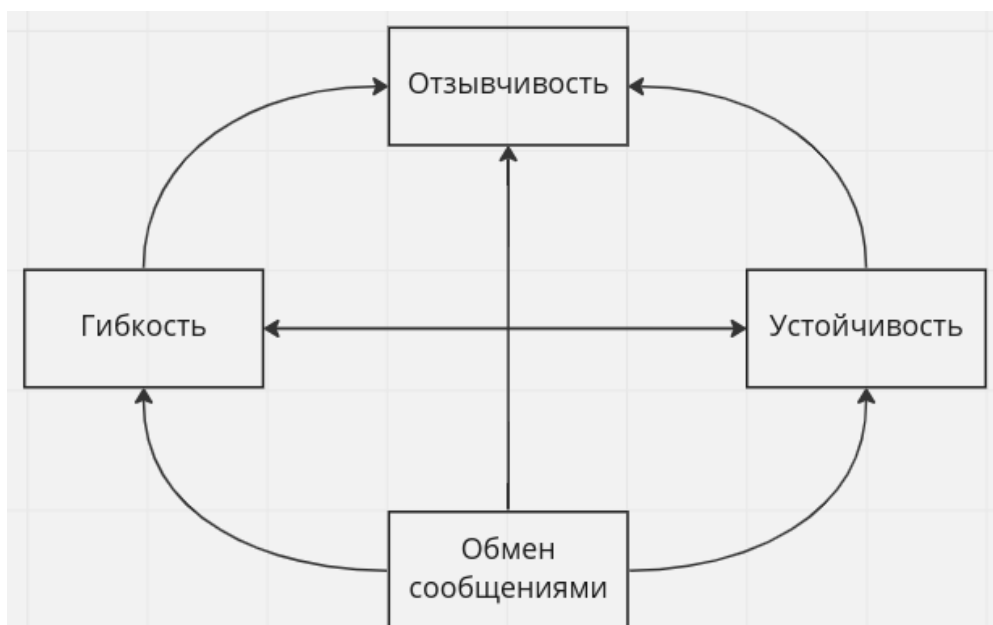 Отзывчивость
Гибкость
Устойчивость
Обмен
сообщениями